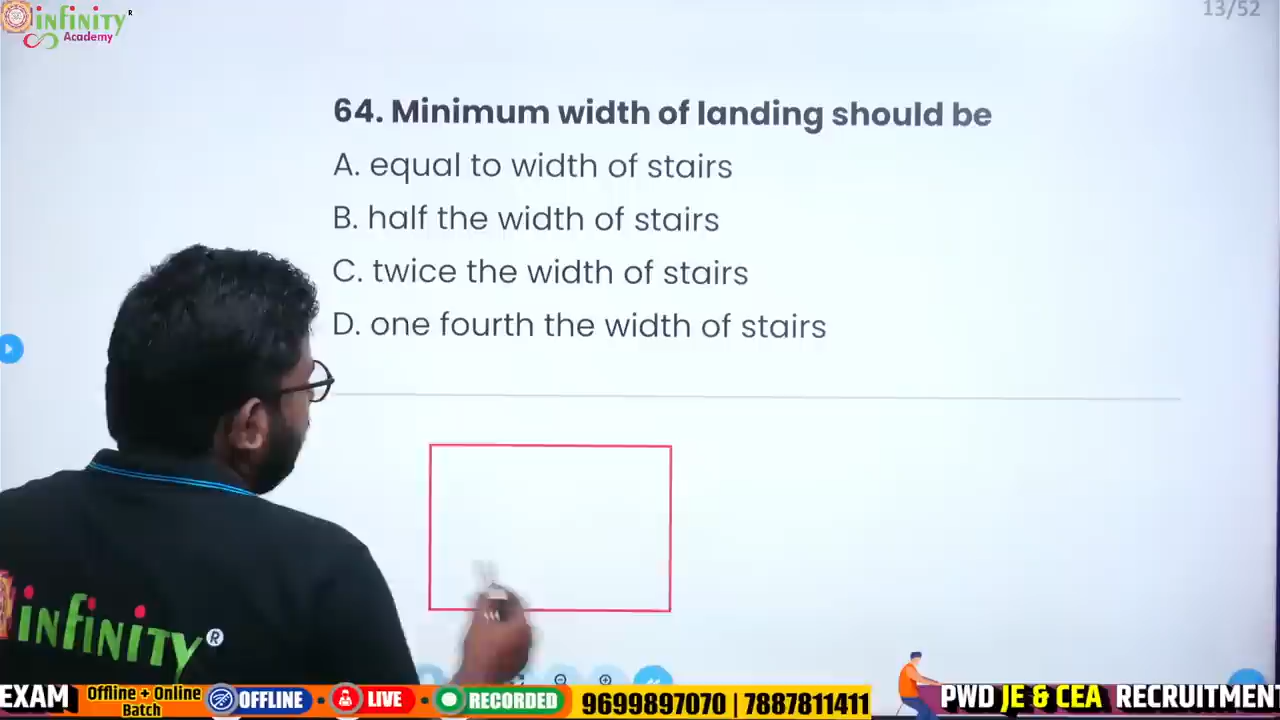 infinity
Academy
13/52
64. Minimum width of landing should be
A. equal to width of stairs
B. half the width of stairs
C. twice the width of stairs
D. one fourth the width of stairs
infinity®
EXAM Offline + Online Batch OFFLINE • LIVE • RECORDED 9699897070 | 7887811411 PWD JE & CEA RECRUITMENT